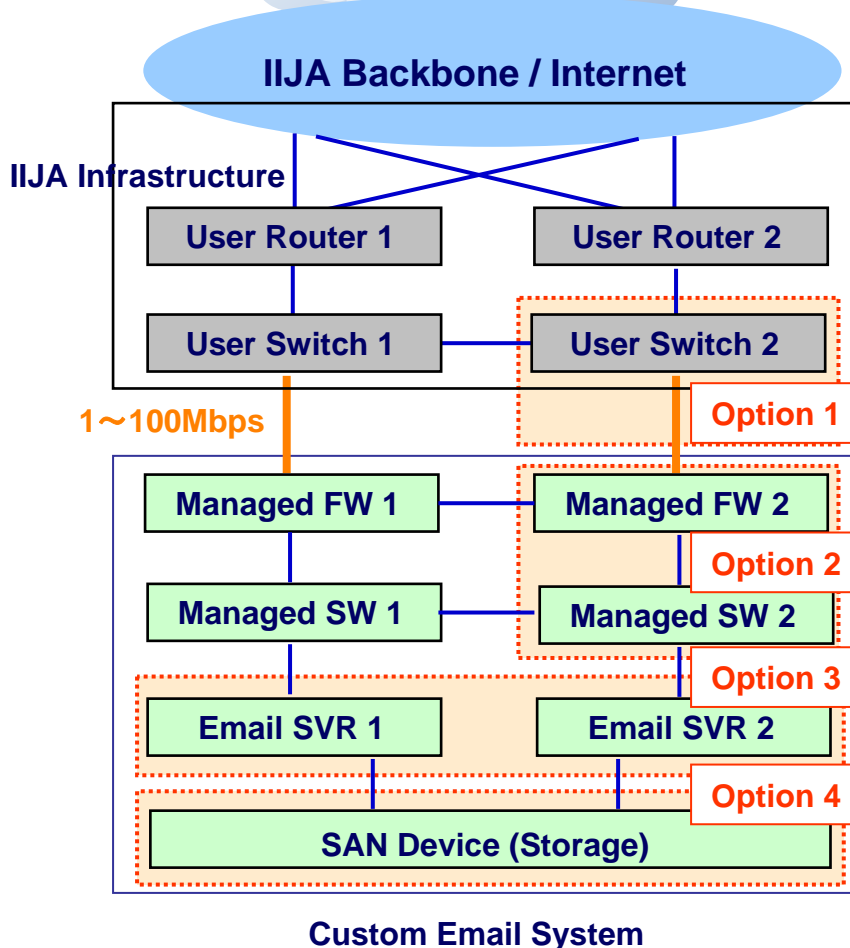 IIJA Backbone / Internet
IIJA Infrastructure
User Router 1
User Router 2
User Switch 1
User Switch 2
Option 1
1～100Mbps
Managed FW 1
Managed FW 2
Option 2
Managed SW 1
Managed SW 2
Option 3
Email SVR 1
Email SVR 2
Option 4
SAN Device (Storage)
Custom Email System